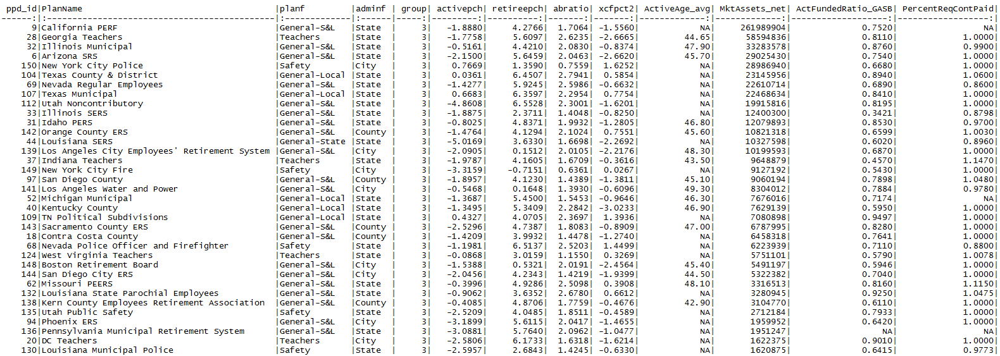 ppd_id|PlanName |planf |adminf | group| activepch| retireepch| abratio| xcfpct2| ActiveAge_avg| MktAssets_net| ActFundedRatio_GASB| PercentReqContPaid|
------:|:--------------------------------------------|:-------------|:-------|------:|----------:|-----------:|--------:|--------:|--------------:|--------------:|--------------------:|-------------------:|
9|California PERF |General-S&L |State | 3| -1.8880| 4.2766| 1.7064| -1.5560| NA| 261989904| 0.7520| NA|
28|Georgia Teachers |Teachers |State | 3| -1.7758| 5.6097| 2.6235| -2.6665| 44.65| 58594836| 0.8110| 1.0000|
32|Illinois Municipal |General-S&L |State | 3| -0.5161| 4.4210| 2.0830| -0.8374| 47.90| 33283578| 0.8760| 0.9900|
6|Arizona SRS |General-S&L |State | 3| -2.1500| 5.6459| 2.0463| -2.6620| 45.70| 29025430| 0.7540| 1.0000|
150|New York City Police |Safety |City | 3| 0.7669| 1.3590| 0.7559| 1.6252| NA| 28986940| 0.6680| 1.0000|
104|Texas County & District |General-Local |State | 3| 0.0361| 6.4507| 2.7941| 0.5854| NA| 23145956| 0.8940| 1.0600|
69|Nevada Regular Employees |General-S&L |State | 3| -1.4277| 5.9245| 2.5986| -0.6632| NA| 22610714| 0.6890| 0.8600|
107|Texas Municipal |General-Local |State | 3| 0.6683| 6.3597| 2.2954| 0.7754| NA| 22468634| 0.8410| 1.0000|
112|Utah Noncontributory |General-S&L |State | 3| -4.8608| 6.5528| 2.3001| -1.6201| NA| 19915816| 0.8195| 1.0000|
33|Illinois SERS |General-S&L |State | 3| -1.8875| 2.3711| 1.4048| -0.8250| NA| 12400300| 0.3421| 0.8798|
31|Idaho PERS |General-S&L |State | 3| -0.8025| 4.8371| 1.9932| -1.2805| 46.80| 12079893| 0.8530| 0.9700|
142|Orange County ERS |General-S&L |County | 3| -1.4764| 4.1294| 2.1024| 0.7551| 45.60| 10821318| 0.6599| 1.0030|
44|Louisiana SERS |General-State |State | 3| -5.0169| 3.6330| 1.6698| -2.2692| NA| 10327598| 0.6020| 0.8960|
139|Los Angeles City Employees' Retirement System |General-S&L |City | 3| -2.0905| 0.1512| 2.0105| -2.2176| 48.30| 10199593| 0.6870| 1.0000|
37|Indiana Teachers |Teachers |State | 3| -1.9787| 4.1605| 1.6709| -0.3616| 43.50| 9648879| 0.4570| 1.1470|
149|New York City Fire |Safety |City | 3| -3.3159| -0.7151| 0.6361| 0.0267| NA| 9127192| 0.5430| 1.0000|
97|San Diego County |General-S&L |County | 3| -1.8957| 4.1230| 1.4389| -1.3811| 45.10| 9060194| 0.7898| 1.0480|
141|Los Angeles Water and Power |General-S&L |City | 3| -0.5468| 0.1648| 1.3930| -0.6096| 49.30| 8304012| 0.7884| 0.9780|
52|Michigan Municipal |General-Local |State | 3| -1.3687| 5.4500| 1.5453| -0.9646| 46.30| 7676016| 0.7174| NA|
40|Kentucky County |General-Local |State | 3| -1.3495| 5.3409| 2.2842| -3.0233| 46.90| 7629139| 0.5950| 1.0000|
109|TN Political Subdivisions |General-Local |State | 3| 0.4327| 4.0705| 2.3697| 1.3936| NA| 7080898| 0.9497| 1.0000|
143|Sacramento County ERS |General-S&L |County | 3| -2.5296| 4.7387| 1.8083| -0.8909| 47.00| 6787995| 0.8280| 1.0000|
18|Contra Costa County |General-S&L |County | 3| -1.4209| 3.9932| 1.4478| -1.2740| NA| 6458318| 0.7641| 1.0000|
68|Nevada Police Officer and Firefighter |Safety |State | 3| -1.1981| 6.5137| 2.5203| 1.4499| NA| 6223939| 0.7110| 0.8800|
124|West Virginia Teachers |Teachers |State | 3| -0.0868| 3.0159| 1.1550| 0.3269| NA| 5751101| 0.5790| 1.0078|
148|Boston Retirement Board |General-S&L |City | 3| -1.5388| 0.5321| 2.0191| -2.4564| 45.40| 5491197| 0.5946| 1.0000|
144|San Diego City ERS |General-S&L |City | 3| -2.0456| 4.2343| 1.4219| -1.9399| 44.50| 5322382| 0.7040| 1.0000|
62|Missouri PEERS |General-S&L |State | 3| -0.3996| 4.9286| 2.5098| 0.3908| 48.10| 3316513| 0.8160| 1.1150|
132|Louisiana State Parochial Employees |General-S&L |State | 3| -0.9062| 3.6352| 2.6780| 0.6612| NA| 3280945| 0.9250| 1.0475|
138|Kern County Employees Retirement Association |General-S&L |County | 3| -0.4085| 4.8706| 1.7759| -0.4676| 42.90| 3104770| 0.6110| 1.0000|
135|Utah Public Safety |Safety |State | 3| -2.5209| 4.0485| 1.8511| -0.4589| NA| 2712184| 0.7933| 1.0000|
94|Phoenix ERS |General-S&L |City | 3| -3.1899| 5.6115| 2.0417| -1.4655| NA| 1959952| 0.6420| 1.0000|
136|Pennsylvania Municipal Retirement System |General-S&L |State | 3| -3.0881| 5.7640| 2.0962| -1.0477| NA| 1951247| NA| NA|
20|DC Teachers |Teachers |City | 3| -2.5806| 6.1733| 1.6318| -1.6214| NA| 1622375| 0.9010| 1.0000|
130|Louisiana Municipal Police |Safety |State | 3| -2.5957| 2.6843| 1.4245| -0.6330| NA| 1620875| 0.6415| 0.9773|